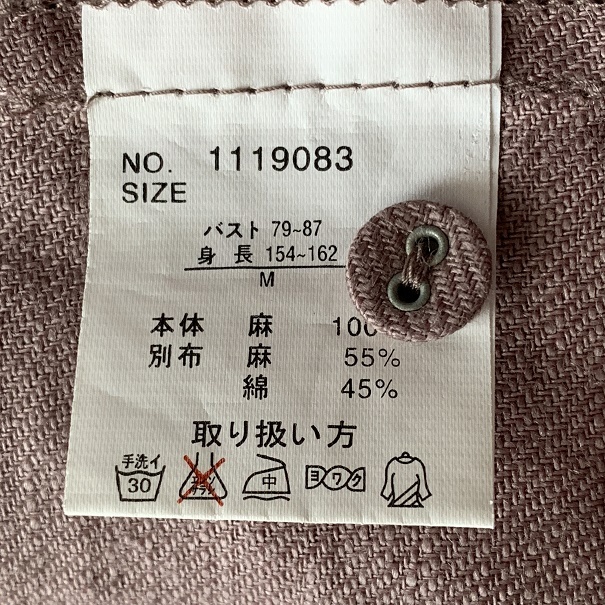 NO. 1119083
SIZE
バスト 79~87
身長 154~162
M
本体 麻 100
別布 麻 55%
綿 45%
取り扱い方
手洗イ
30
中
ヨワク